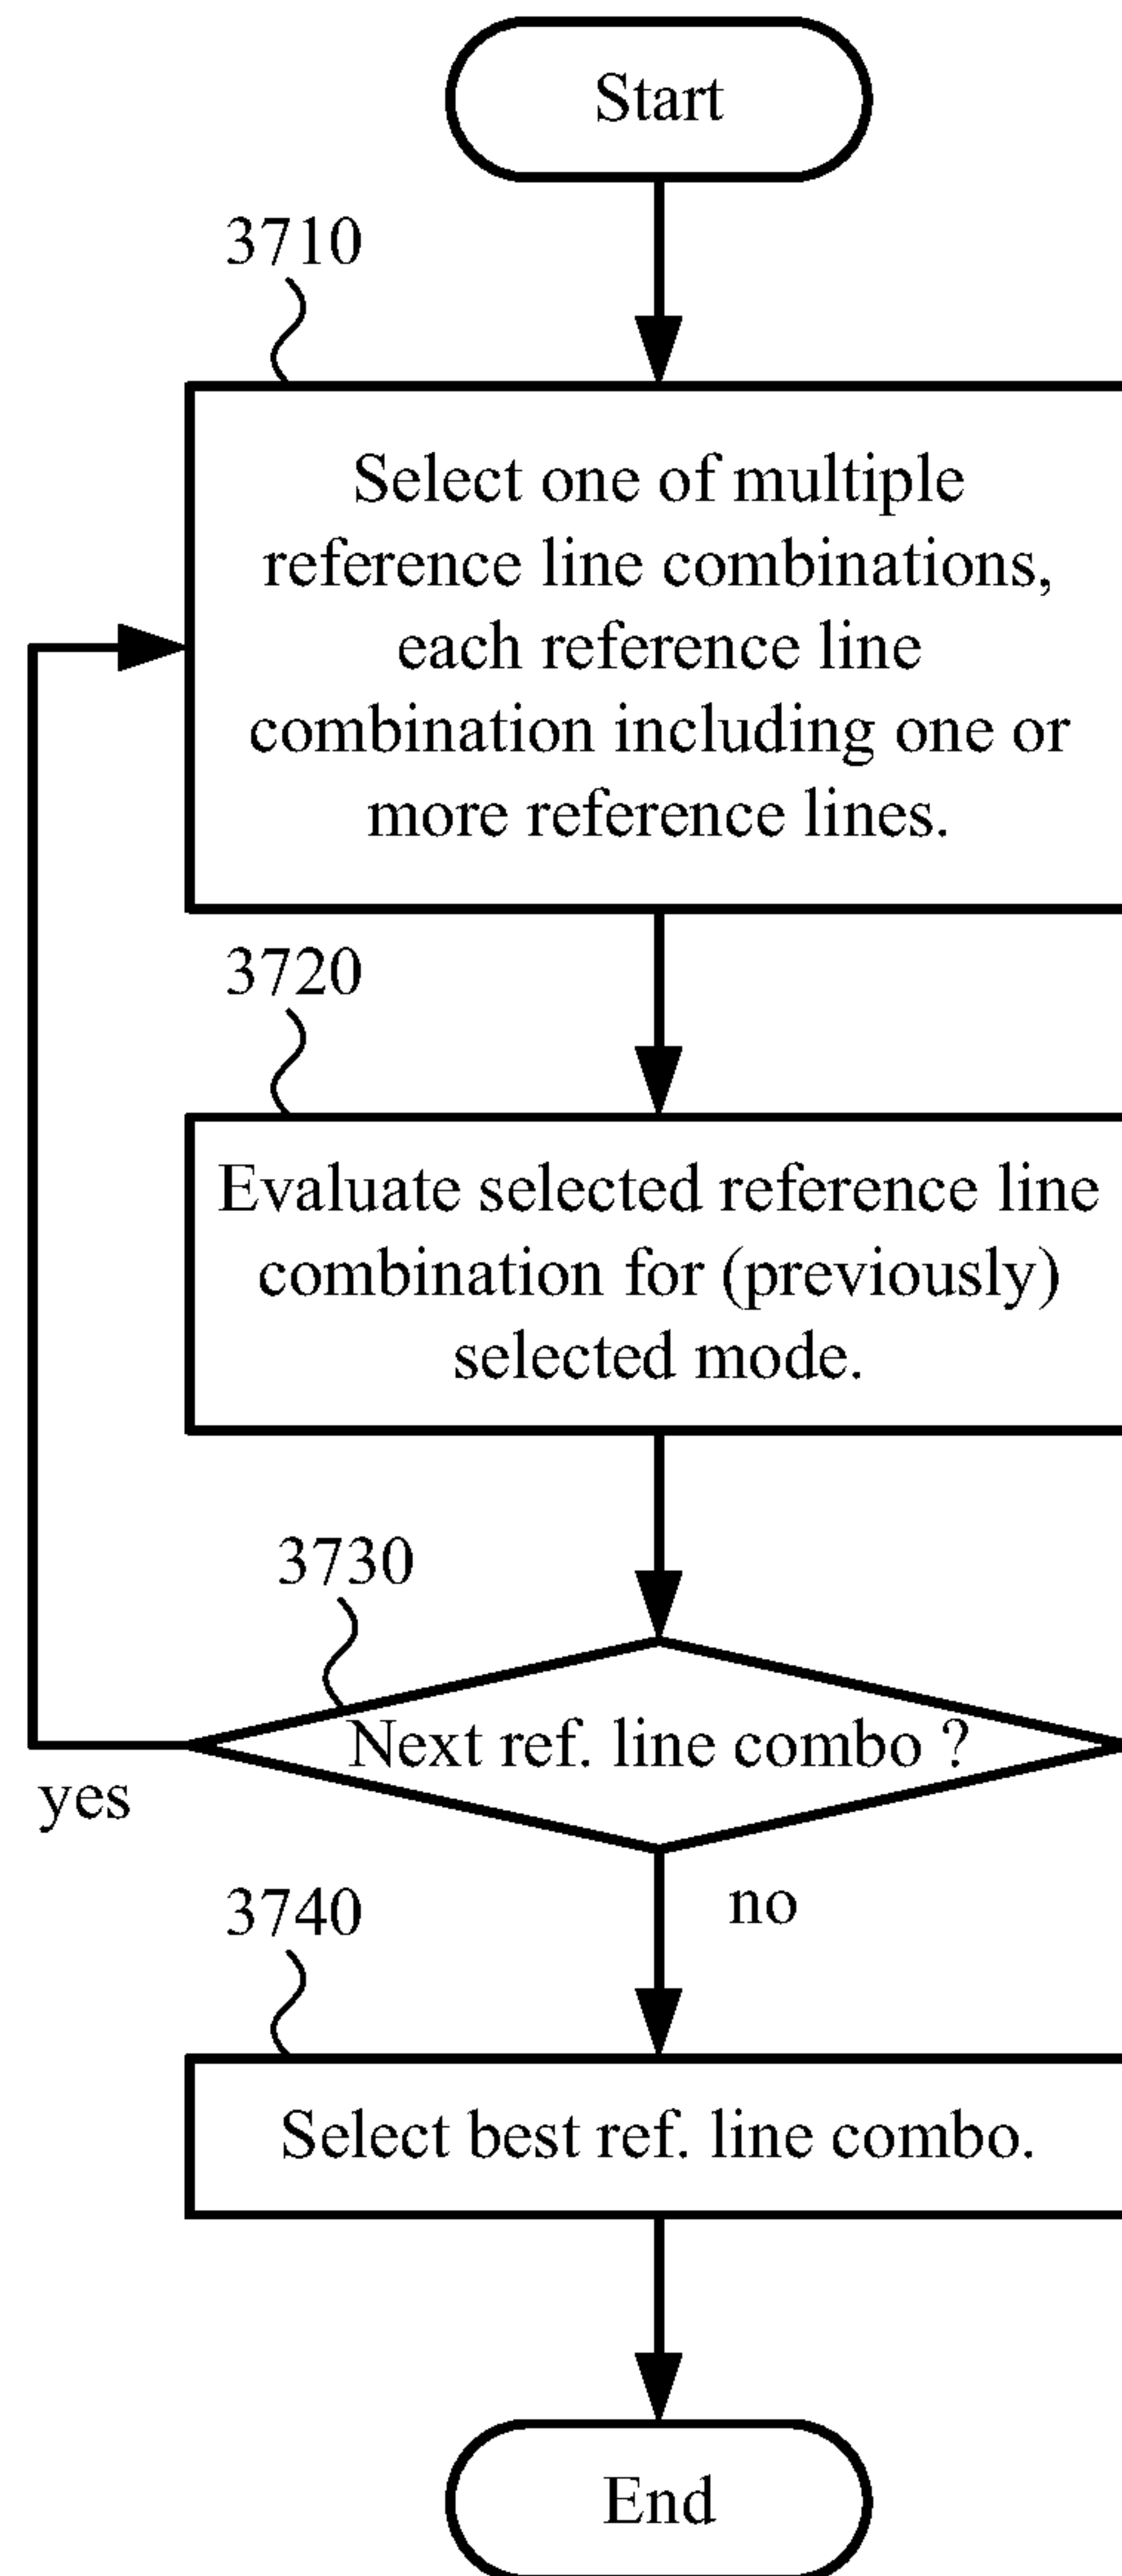 Start
3710
Select one of multiple
reference line combinations,
each reference line
combination including one or
more reference lines.
3720
Evaluate selected reference line
combination for (previously)
selected mode.
3730
Next ref. line combo ?
yes
no
3740
Select best ref. line combo.
End